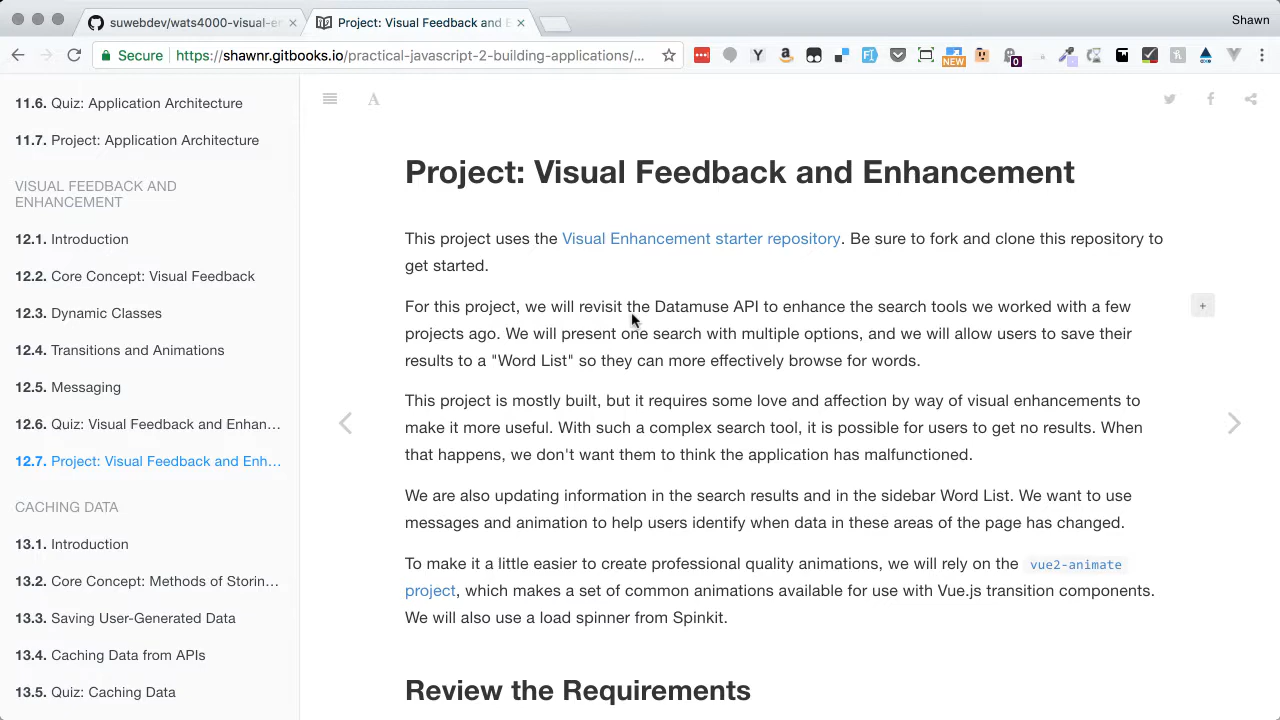 suwebdev/wats4000-visual-en
Project: Visual Feedback and E
Shawn
Secure
https://shawnr.gitbooks.io/practical-javascript-2-building-applications/...
NEW
0
11.6. Quiz: Application Architecture
11.7. Project: Application Architecture
VISUAL FEEDBACK AND
ENHANCEMENT
12.1. Introduction
12.2. Core Concept: Visual Feedback
12.3. Dynamic Classes
12.4. Transitions and Animations
12.5. Messaging
12.6. Quiz: Visual Feedback and Enhan...
12.7. Project: Visual Feedback and Enh...
CACHING DATA
13.1. Introduction
13.2. Core Concept: Methods of Storin...
13.3. Saving User-Generated Data
13.4. Caching Data from APIs
13.5. Quiz: Caching Data
A
Project: Visual Feedback and Enhancement
This project uses the Visual Enhancement starter repository. Be sure to fork and clone this repository to
get started.
For this project, we will revisit the Datamuse API to enhance the search tools we worked with a few
projects ago. We will present one search with multiple options, and we will allow users to save their
results to a "Word List" so they can more effectively browse for words.
+
This project is mostly built, but it requires some love and affection by way of visual enhancements to
make it more useful. With such a complex search tool, it is possible for users to get no results. When
that happens, we don't want them to think the application has malfunctioned.
We are also updating information in the search results and in the sidebar Word List. We want to use
messages and animation to help users identify when data in these areas of the page has changed.
To make it a little easier to create professional quality animations, we will rely on the vue2-animate
project, which makes a set of common animations available for use with Vue.js transition components.
We will also use a load spinner from Spinkit.
Review the Requirements